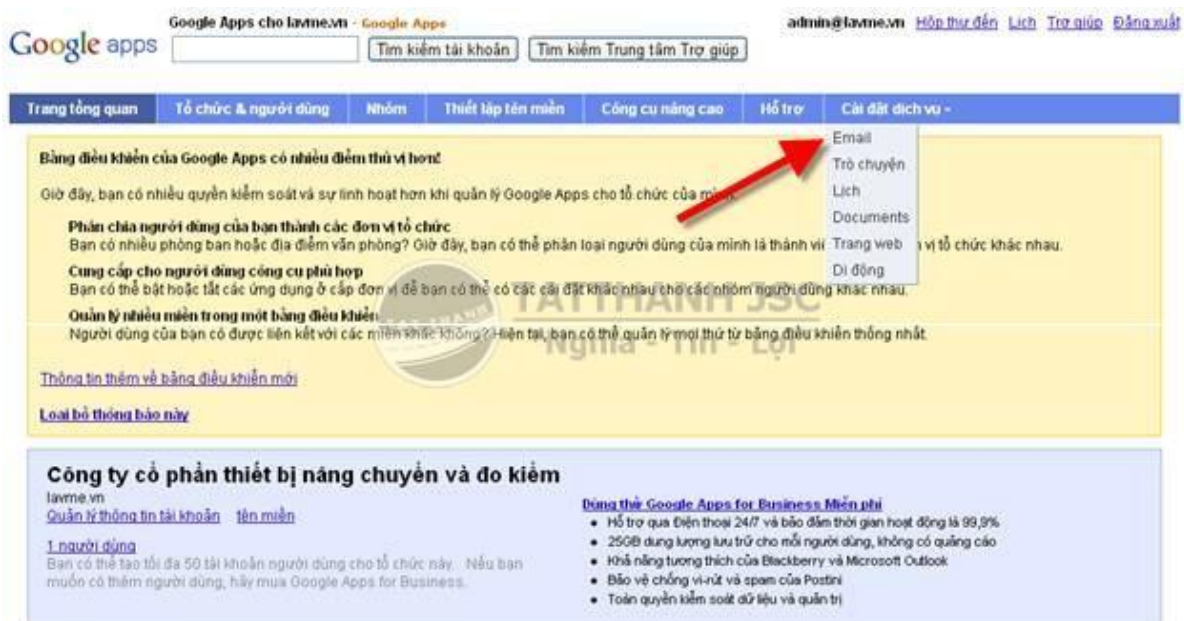 Google apps
Google Apps cho lavme.vn - Google Apps
admin@lavme.vn Hộp thư đến Lịch Trợ giúp Đăng xuất
Tìm kiếm tài khoản Tìm kiếm Trung tâm Trợ giúp
Trang tổng quan Tổ chức & người dùng Nhóm Thiết lập tên miền Công cụ nâng cao Hỗ trợ Cài đặt dịch vụ
Email
Trò chuyện
Lịch
Documents
Trang web
Di động
Bảng điều khiển của Google Apps có nhiều điểm thú vị hơn!
Giờ đây, bạn có nhiều quyền kiểm soát và sự linh hoạt hơn khi quản lý Google Apps cho tổ chức của mình.
Phân chia người dùng của bạn thành các đơn vị tổ chức
Bạn có nhiều phòng ban hoặc địa điểm văn phòng? Giờ đây, bạn có thể phân loại người dùng của mình là thành vi vị tổ chức khác nhau.
Cung cấp cho người dùng công cụ phù hợp
Bạn có thể bật hoặc tắt các ứng dụng ở cấp đơn vị để bạn có thể có các cài đặt khác nhau cho các nhóm người dùng khác nhau.
Quản lý nhiều miền trong một bảng điều khiển
Người dùng của bạn có được liên kết với các miền khác không? Hiện tại, bạn có thể quản lý mọi thứ từ bảng điều khiển thống nhất
TAT THANH JSC
Nghĩa - Tín - Lợi
Thông tin thêm về bảng điều khiển mới
Loại bỏ thông báo này
Công ty cổ phần thiết bị nâng chuyển và đo kiểm
lavme.vn
Quản lý thông tin tài khoản tên miền
1 người dùng
Bạn có thể tạo tối đa 50 tài khoản người dùng cho tổ chức này. Nếu bạn
muốn có thêm người dùng, hãy mua Google Apps for Business.
Dùng thử Google Apps for Business Miễn phí
• Hỗ trợ qua Điện thoại 24/7 và bảo đảm thời gian hoạt động là 99,9%
• 25GB dung lượng lưu trữ cho mỗi người dùng, không có quảng cáo
• Khả năng tương thích của Blackberry và Microsoft Outlook
• Bảo vệ chống vi-rút và spam của Postini
• Toàn quyền kiểm soát dữ liệu và quản trị